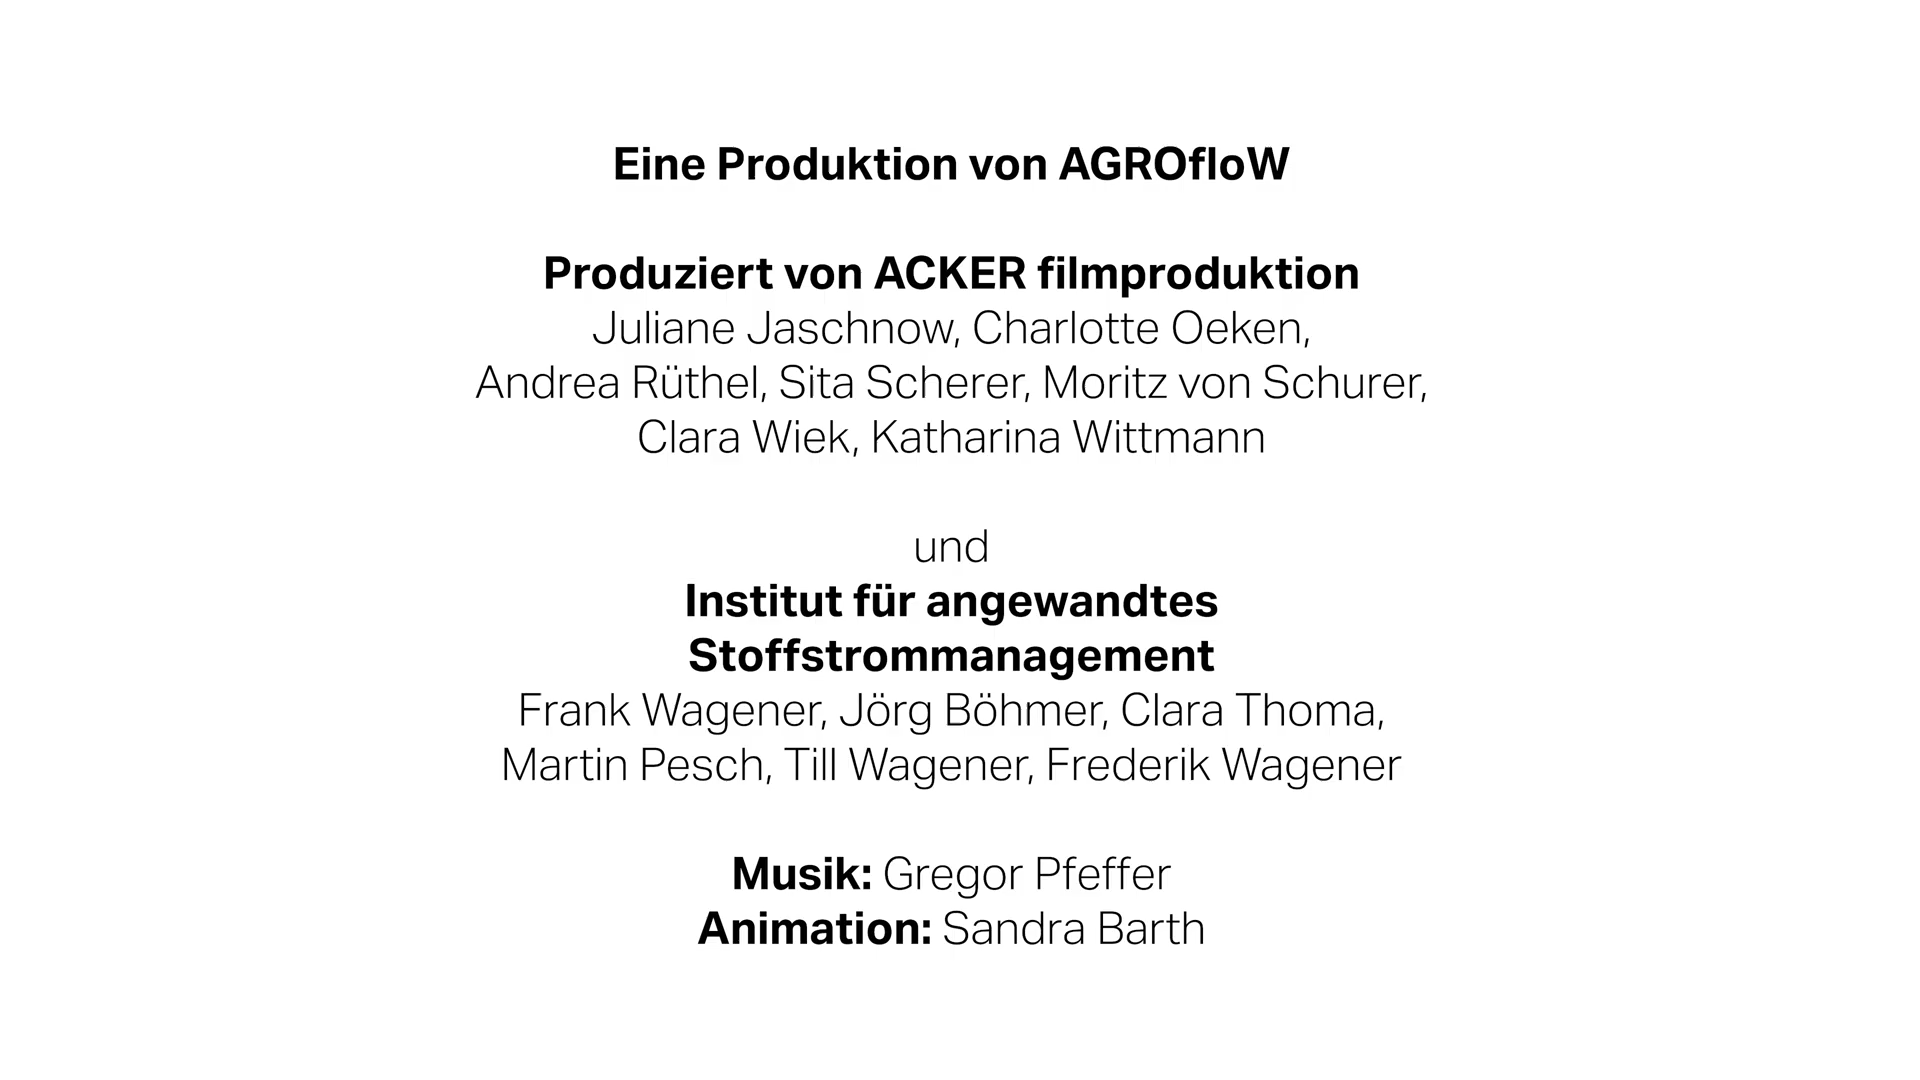 Eine Produktion von AGROfloW
Produziert von ACKER filmproduktion
Juliane Jaschnow, Charlotte Oeken,
Andrea Rüthel, Sita Scherer, Moritz von Schurer,
Clara Wiek, Katharina Wittmann
und
Institut für angewandtes
Stoffstrommanagement
Frank Wagener, Jörg Böhmer, Clara Thoma,
Martin Pesch, Till Wagener, Frederik Wagener
Musik: Gregor Pfeffer
Animation: Sandra Barth